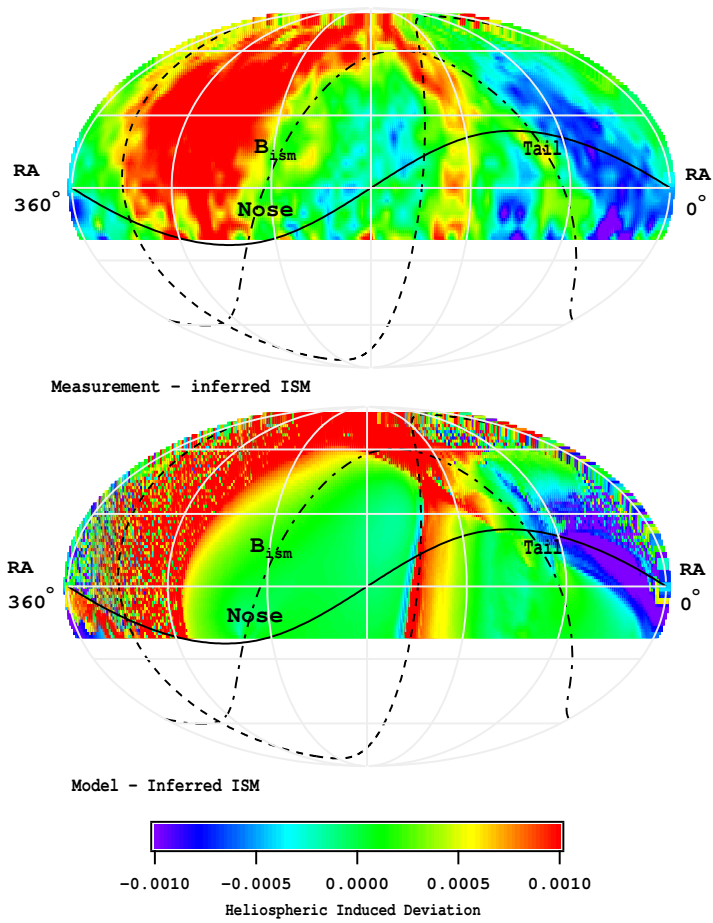 B ism
Tail
RA
360°
RA
0°
Nose
Measurement - inferred ISM
B ism
Tail
RA
360°
RA
0°
Nose
Model - Inferred ISM
-0.0010 -0.0005 0.0000 0.0005 0.0010
Heliospheric Induced Deviation